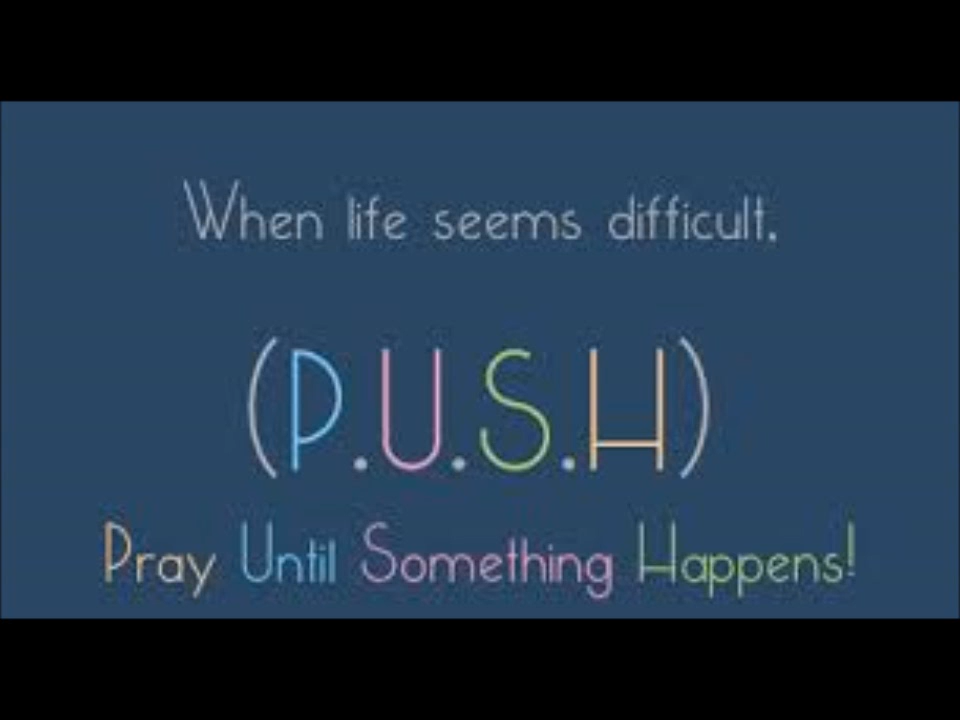 When life seems difficult,
(P.U.S.H)
Pray Until Something Happens!